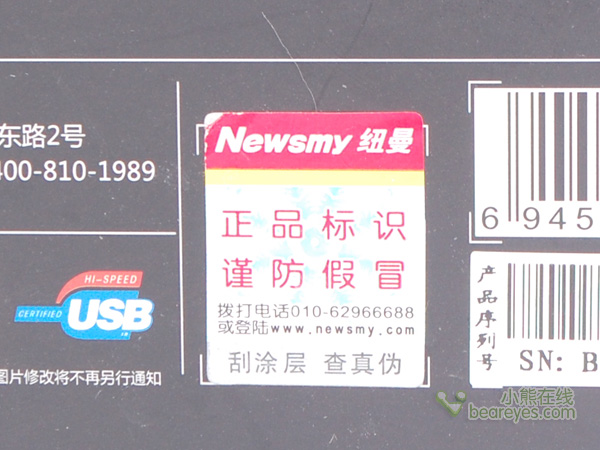 东路2号
400-810-1989
HI-SPEED
CERTIFIED
USB
图片修改将不再另行通知
Newsmy 纽曼
正品标识
谨防假冒
拨打电话010-62966688
或登陆www.newsmy.com
刮涂层 查真伪
6 945
产品序列号
SN: B
小熊在线
beareyes.com